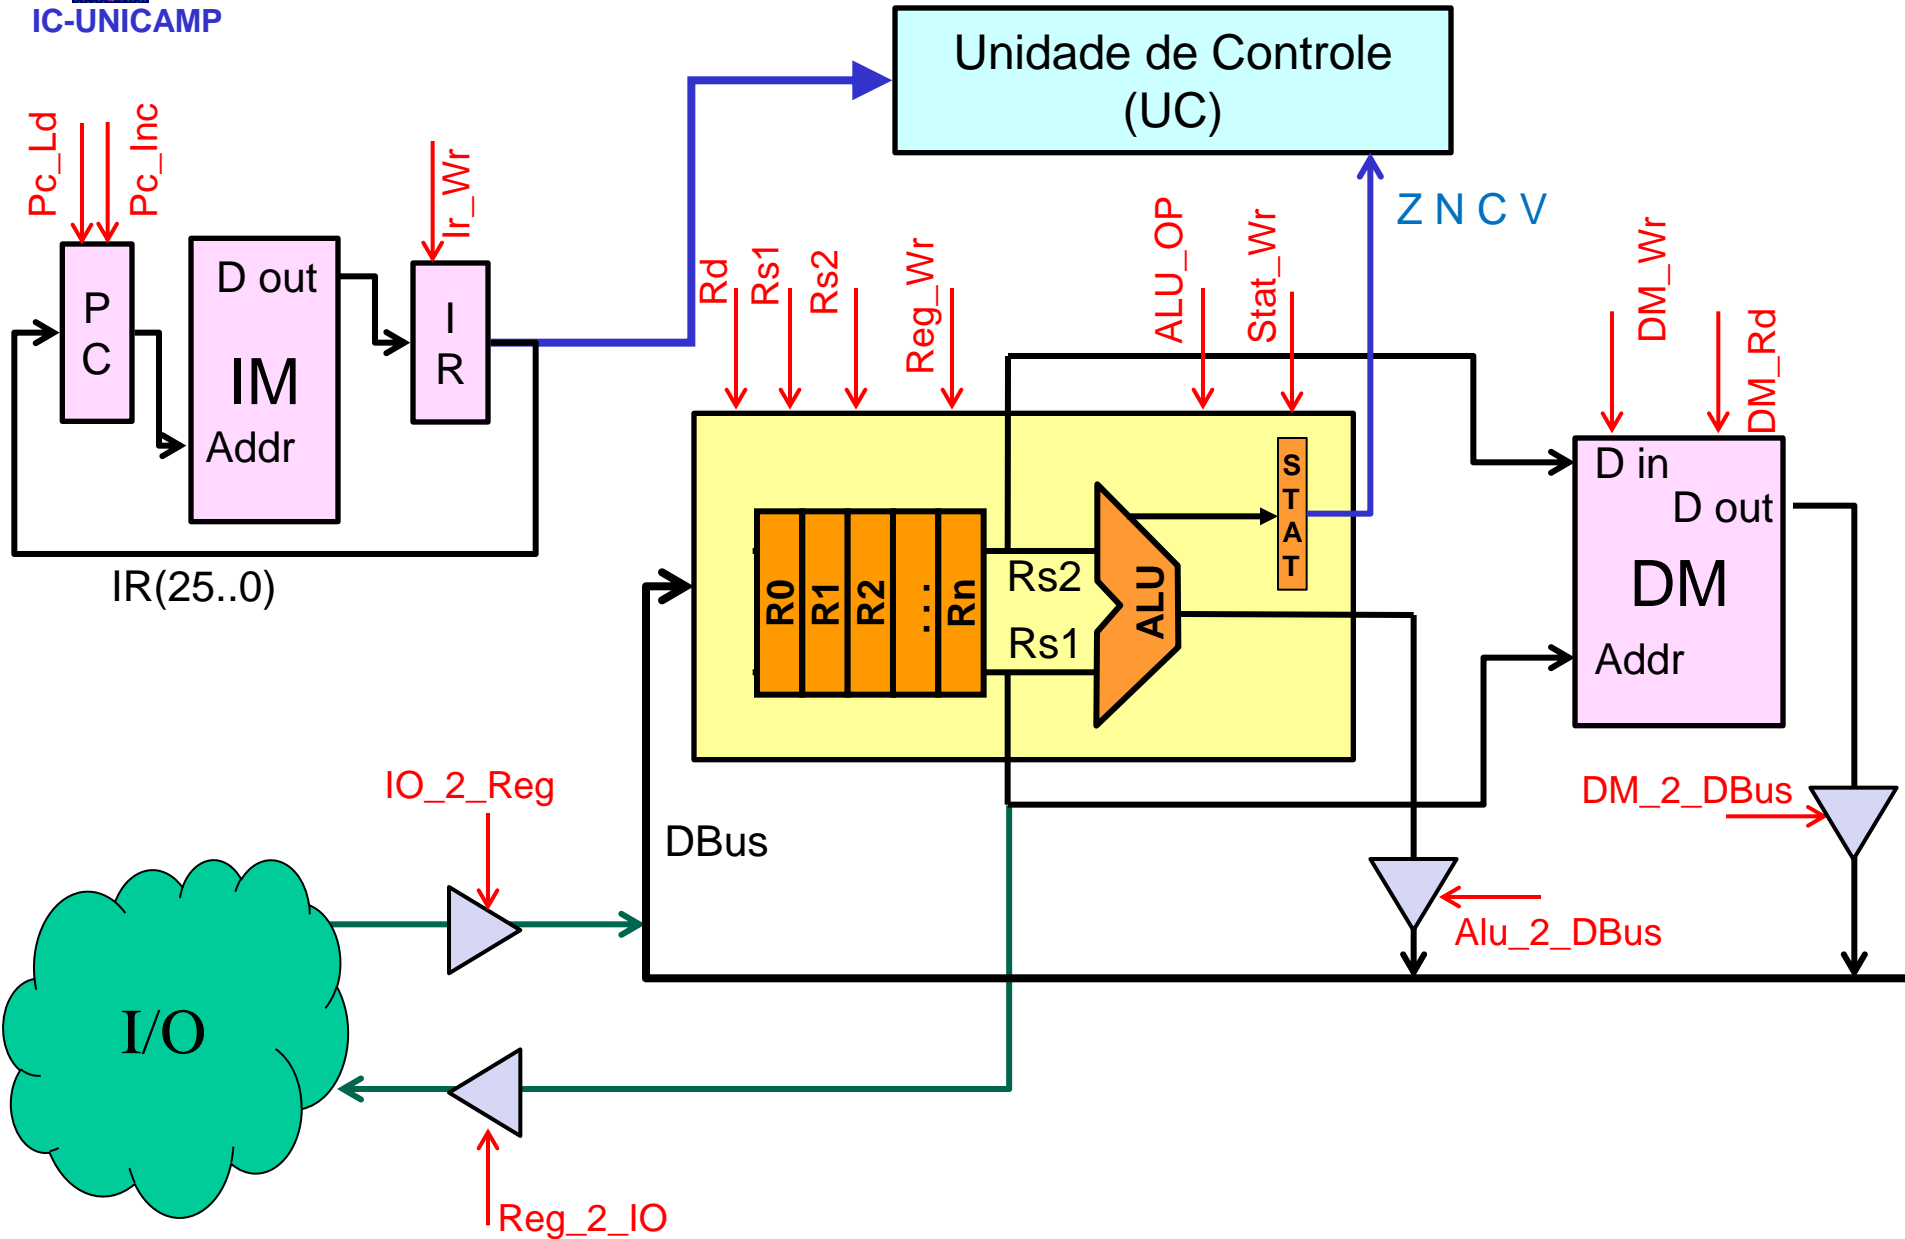 IC-UNICAMP
Unidade de Controle
(UC)
Pc_Ld
Pc_Inc
Ir_Wr
Z N C V
P
C
D out
IM
Addr
I
R
IR(25..0)
Rd
Rs1
Rs2
Reg_Wr
ALU_OP
Stat_Wr
DM_Wr
DM_Rd
R0
R1
R2
...
Rn
Rs2
Rs1
ALU
S
T
A
T
D in
D out
DM
Addr
IO_2_Reg
DBus
DM_2_DBus
Alu_2_DBus
I/O
Reg_2_IO